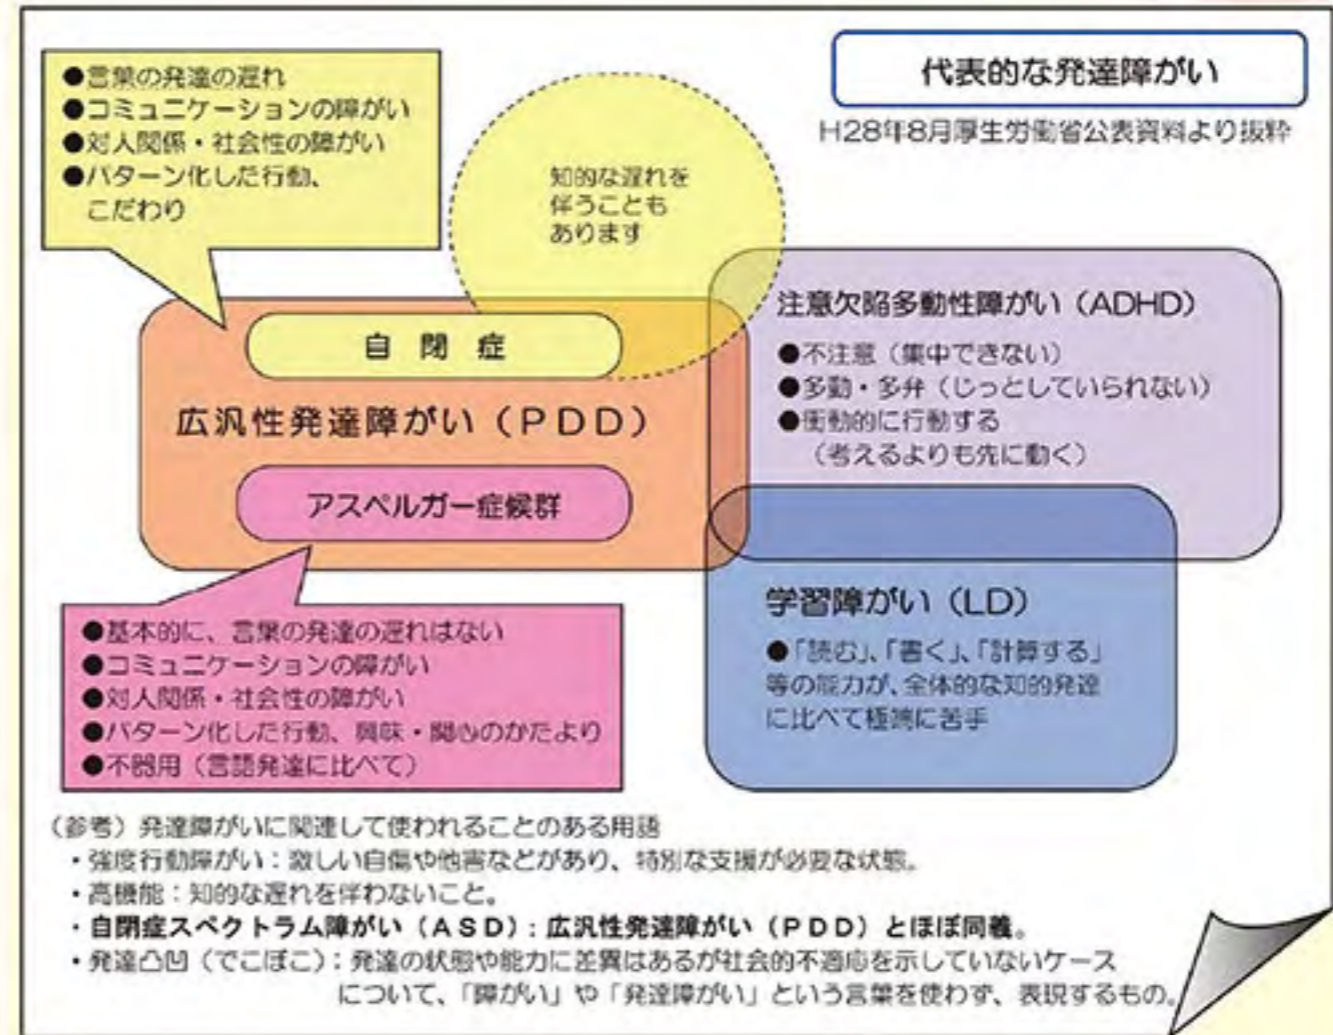 代表的な発達障がい
H28年8月厚生労働省公表資料より抜粋
●言葉の発達の遅れ
●コミュニケーションの障がい
●対人関係・社会性の障がい
●パターン化した行動、
こだわり
知的な遅れを
伴うことも
あります
自閉症
広汎性発達障がい（PDD）
アスペルガー症候群
注意欠陥多動性障がい（ADHD）
●不注意（集中できない）
●多動・多弁（じっとしていられない）
●衝動的に行動する
（考えるよりも先に動く）
●基本的に、言葉の発達の遅れはない
●コミュニケーションの障がい
●対人関係・社会性の障がい
●パターン化した行動、興味・関心のかたより
●不器用（言語発達に比べて）
学習障がい（LD）
●「読む」、「書く」、「計算する」
等の能力が、全体的な知的発達
に比べて極端に苦手
（参考）発達障がいに関連して使われることのある用語
・強度行動障がい：激しい自傷や他害などがあり、特別な支援が必要な状態。
・高機能：知的な遅れを伴わないこと。
・自閉症スペクトラム障がい（ASD）：広汎性発達障がい（PDD）とほぼ同義。
・発達凸凹（でこぼこ）：発達の状態や能力に差異はあるが社会的不適応を示していないケース
について、「障がい」や「発達障がい」という言葉を使わず、表現するもの。